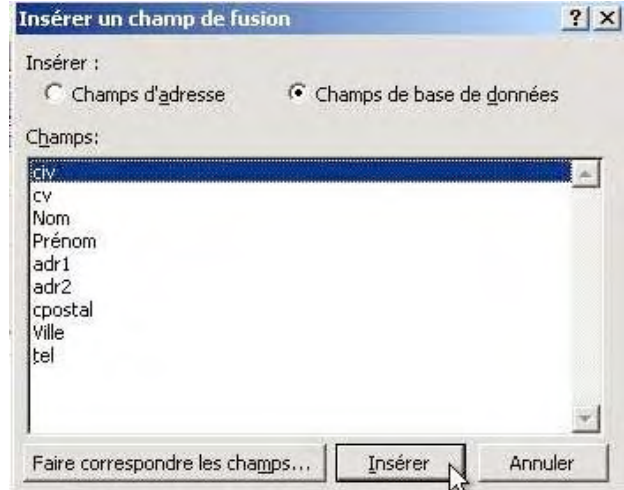 Insérer un champ de fusion
Insérer :
Champs d'adresse Champs de base de données
Champs:
civ
cv
Nom
Prénom
adr1
adr2
cpostal
Ville
tel
Faire correspondre les champs... Insérer Annuler